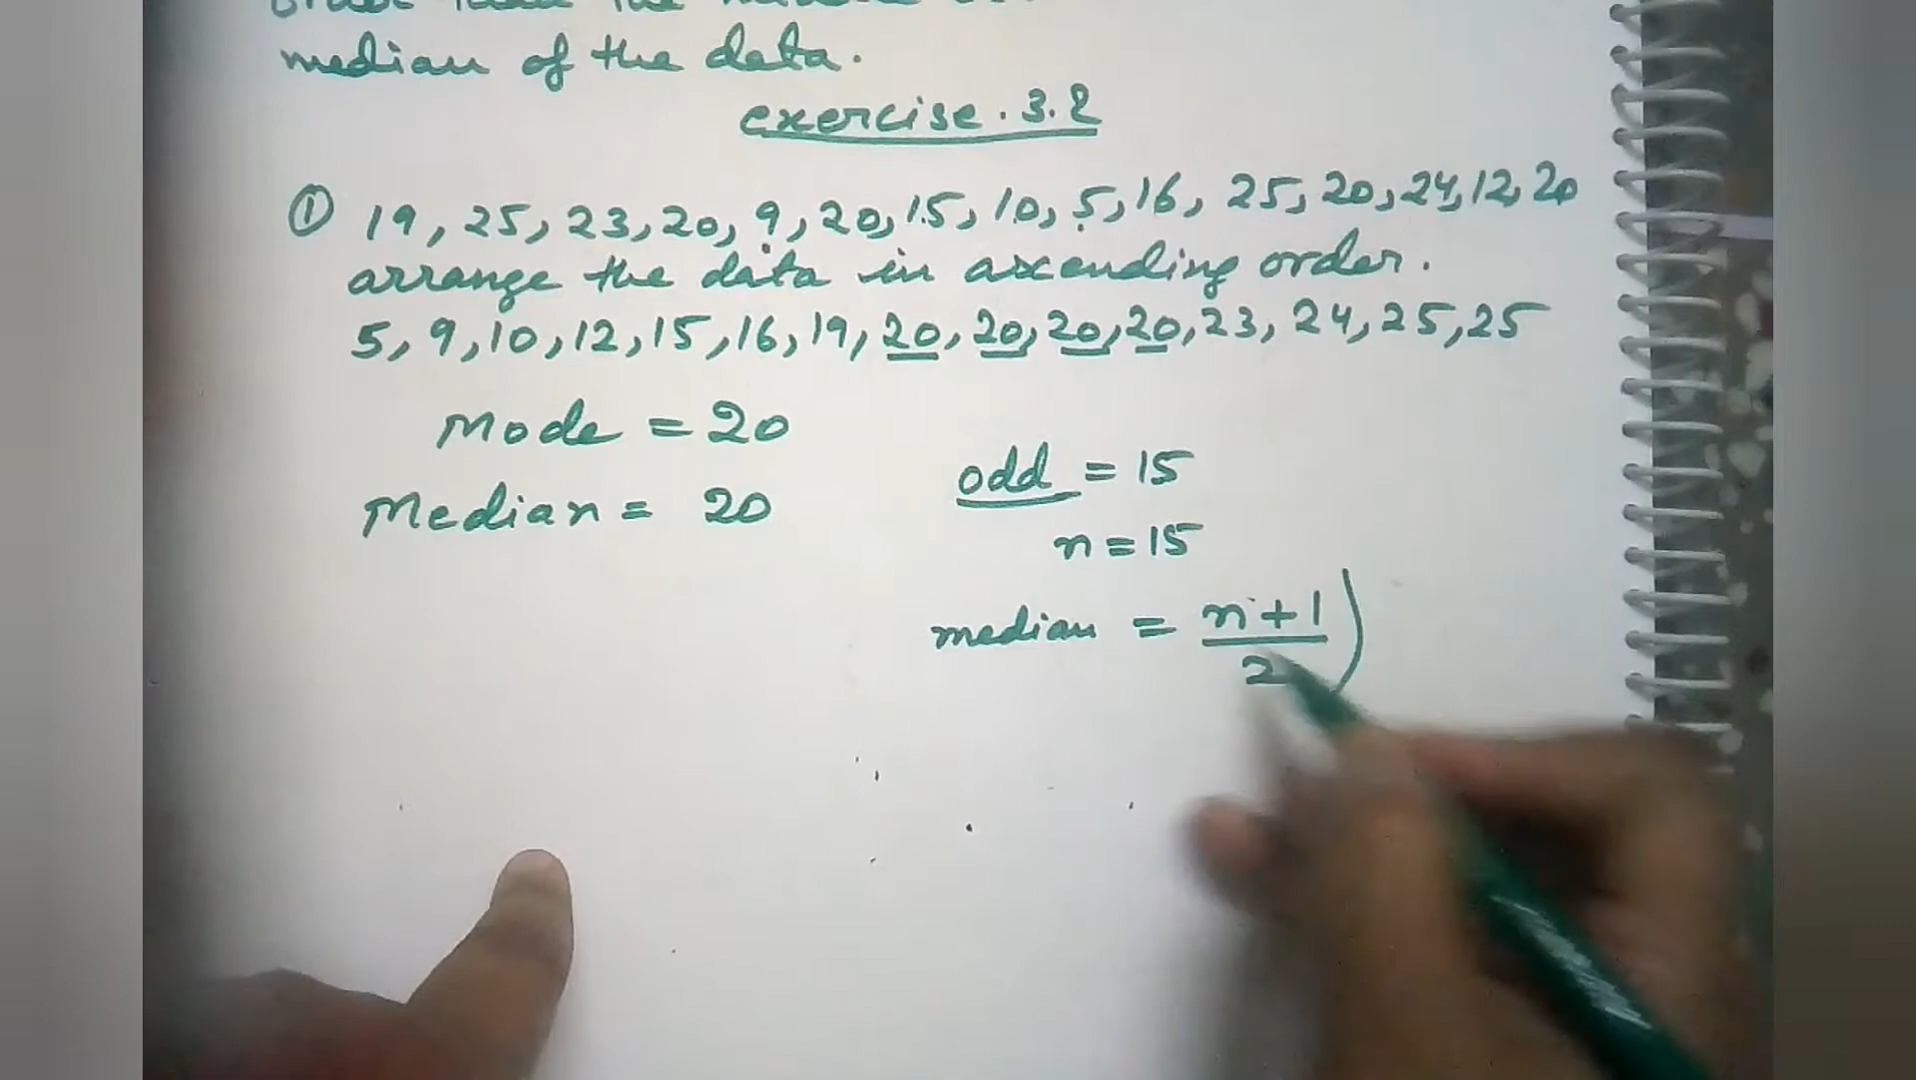 median of the data.
exercise. 3.2
① 19, 25, 23, 20, 9, 20, 15, 10, 5, 16, 25, 20, 24, 12, 20
arrange the data in ascending order.
5, 9, 10, 12, 15, 16, 19, 20, 20, 20, 20, 23, 24, 25, 25
Mode = 20
odd = 15
Median = 20
n = 15
median = n+1
2
)